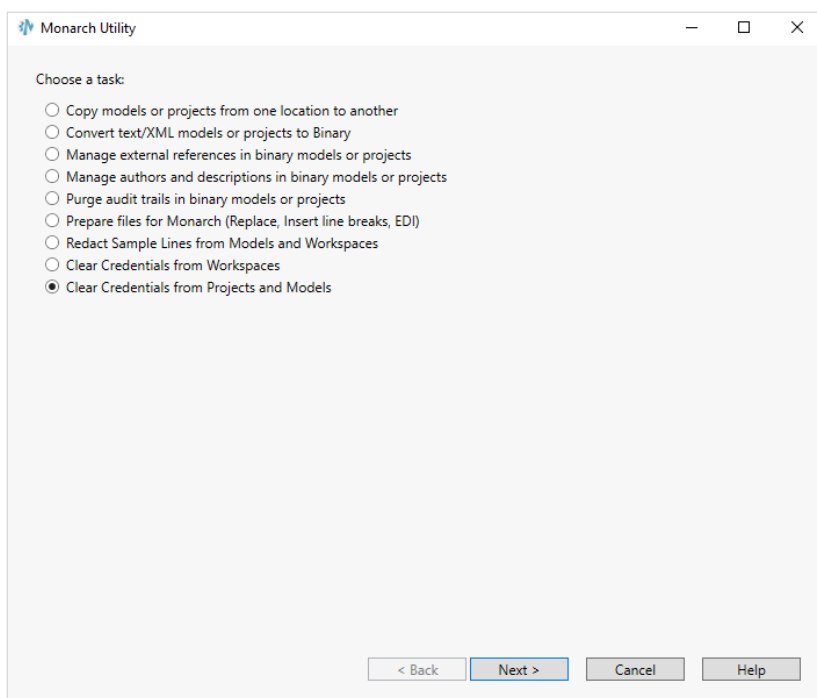 Monarch Utility
Choose a task:
Copy models or projects from one location to another
Convert text/XML models or projects to Binary
Manage external references in binary models or projects
Manage authors and descriptions in binary models or projects
Purge audit trails in binary models or projects
Prepare files for Monarch (Replace, Insert line breaks, EDI)
Redact Sample Lines from Models and Workspaces
Clear Credentials from Workspaces
Clear Credentials from Projects and Models
< Back Next > Cancel Help